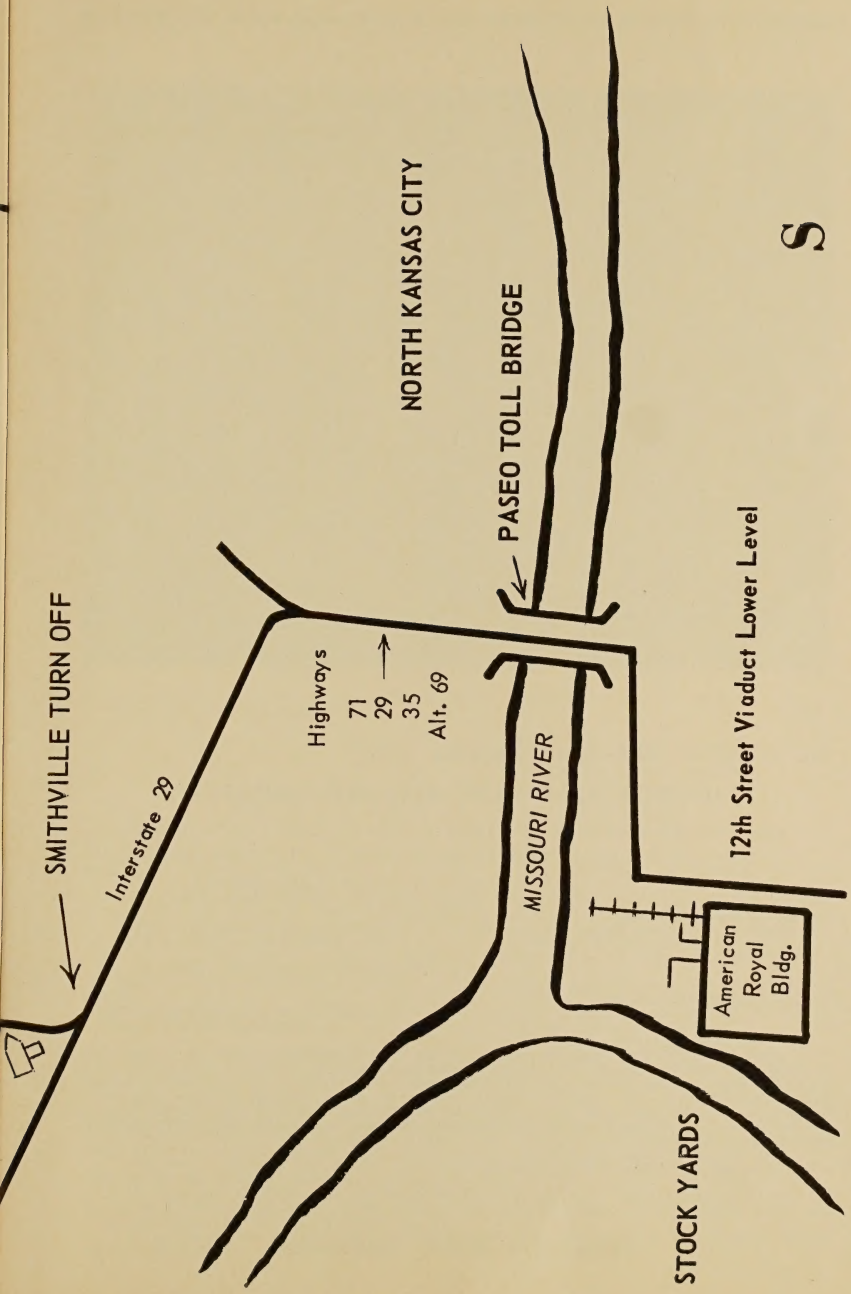 SMITHVILLE TURN OFF
Interstate 29
Highways
71
29
35
Alt. 69
NORTH KANSAS CITY
PASEO TOLL BRIDGE
MISSOURI RIVER
12th Street Viaduct Lower Level
American
Royal
Bldg.
STOCK YARDS
S